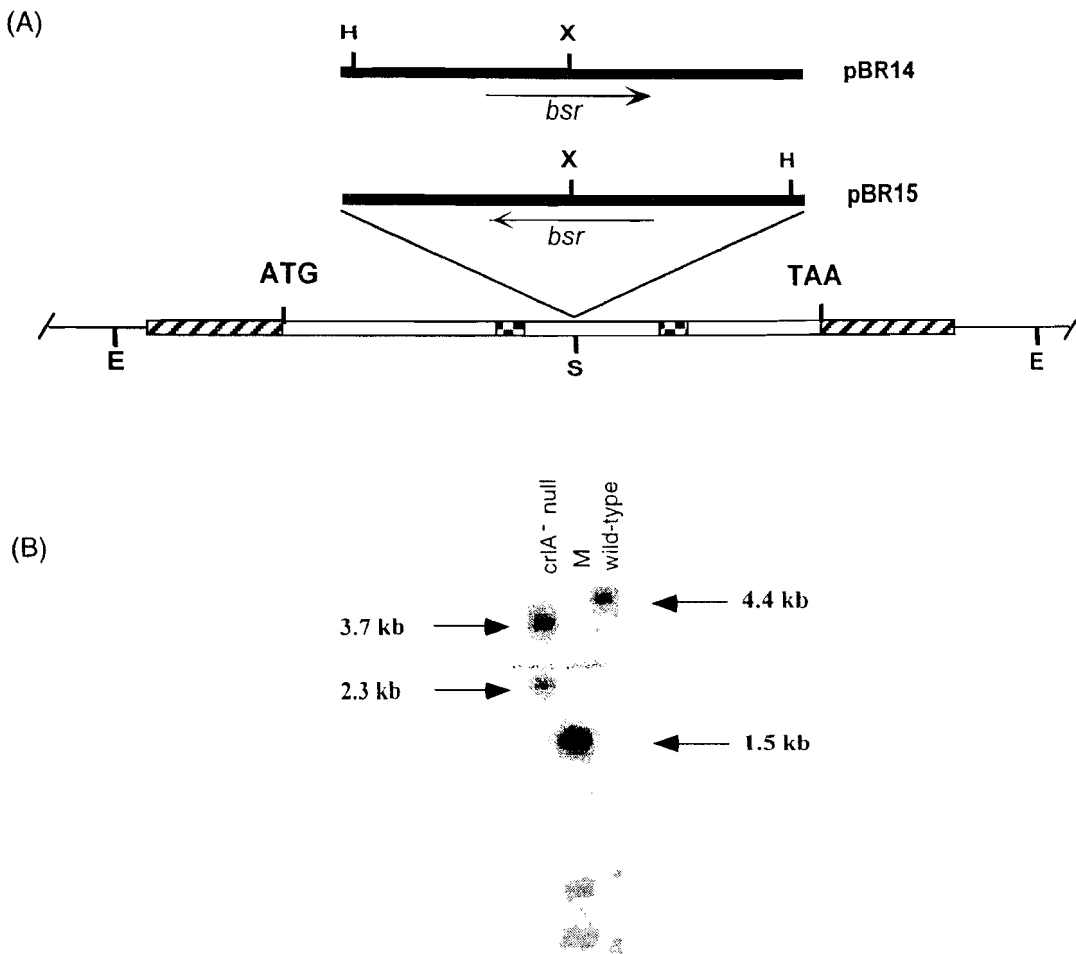 (A)
H X
pBR14
bsr
X H
pBR15
bsr
ATG TAA
E S E
(B)
crlA⁻ null
M
wild-type
4.4 kb
3.7 kb
2.3 kb
1.5 kb